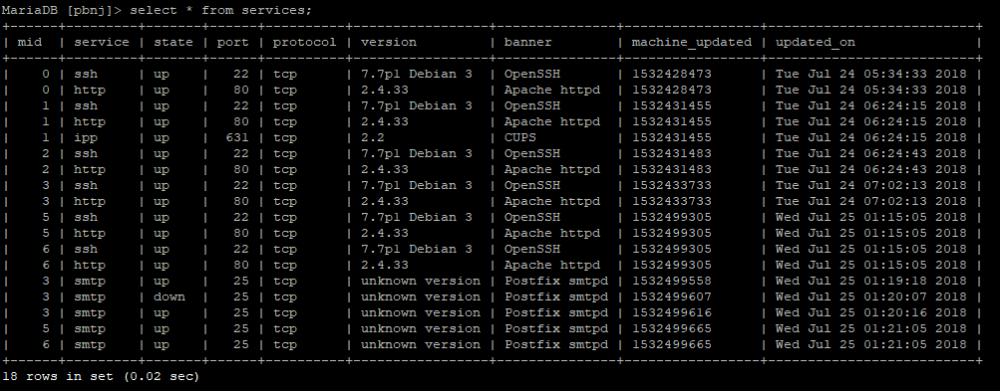 MariaDB [pbnj]> select * from services;
+------+---------+-------+------+----------+-----------------+--------------+-----------------+--------------------------+
| mid | service | state | port | protocol | version | banner | machine_updated | updated_on |
+------+---------+-------+------+----------+-----------------+--------------+-----------------+--------------------------+
| 0 | ssh | up | 22 | tcp | 7.7p1 Debian 3 | OpenSSH | 1532428473 | Tue Jul 24 05:34:33 2018 |
| 0 | http | up | 80 | tcp | 2.4.33 | Apache httpd | 1532428473 | Tue Jul 24 05:34:33 2018 |
| 1 | ssh | up | 22 | tcp | 7.7p1 Debian 3 | OpenSSH | 1532431455 | Tue Jul 24 06:24:15 2018 |
| 1 | http | up | 80 | tcp | 2.4.33 | Apache httpd | 1532431455 | Tue Jul 24 06:24:15 2018 |
| 1 | ipp | up | 631 | tcp | 2.2 | CUPS | 1532431455 | Tue Jul 24 06:24:15 2018 |
| 2 | ssh | up | 22 | tcp | 7.7p1 Debian 3 | OpenSSH | 1532431483 | Tue Jul 24 06:24:43 2018 |
| 2 | http | up | 80 | tcp | 2.4.33 | Apache httpd | 1532431483 | Tue Jul 24 06:24:43 2018 |
| 3 | ssh | up | 22 | tcp | 7.7p1 Debian 3 | OpenSSH | 1532433733 | Tue Jul 24 07:02:13 2018 |
| 3 | http | up | 80 | tcp | 2.4.33 | Apache httpd | 1532433733 | Tue Jul 24 07:02:13 2018 |
| 5 | ssh | up | 22 | tcp | 7.7p1 Debian 3 | OpenSSH | 1532499305 | Wed Jul 25 01:15:05 2018 |
| 5 | http | up | 80 | tcp | 2.4.33 | Apache httpd | 1532499305 | Wed Jul 25 01:15:05 2018 |
| 6 | ssh | up | 22 | tcp | 7.7p1 Debian 3 | OpenSSH | 1532499305 | Wed Jul 25 01:15:05 2018 |
| 6 | http | up | 80 | tcp | 2.4.33 | Apache httpd | 1532499305 | Wed Jul 25 01:15:05 2018 |
| 3 | smtp | up | 25 | tcp | unknown version | Postfix smtpd | 1532499558 | Wed Jul 25 01:19:18 2018 |
| 3 | smtp | down | 25 | tcp | unknown version | Postfix smtpd | 1532499607 | Wed Jul 25 01:20:07 2018 |
| 3 | smtp | up | 25 | tcp | unknown version | Postfix smtpd | 1532499616 | Wed Jul 25 01:20:16 2018 |
| 5 | smtp | up | 25 | tcp | unknown version | Postfix smtpd | 1532499665 | Wed Jul 25 01:21:05 2018 |
| 6 | smtp | up | 25 | tcp | unknown version | Postfix smtpd | 1532499665 | Wed Jul 25 01:21:05 2018 |
+------+---------+-------+------+----------+-----------------+--------------+-----------------+--------------------------+
18 rows in set (0.02 sec)